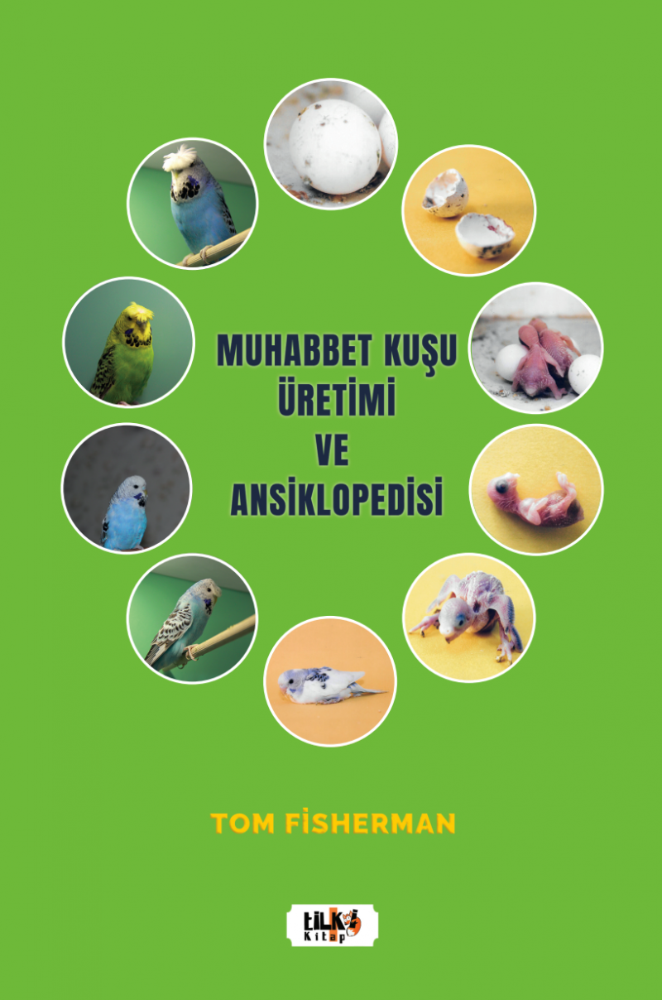 MUHABBET KUŞU
ÜRETİMİ
VE
ANSİKLOPEDİSİ
TOM FİSHERMAN
tiLKi
Kitap